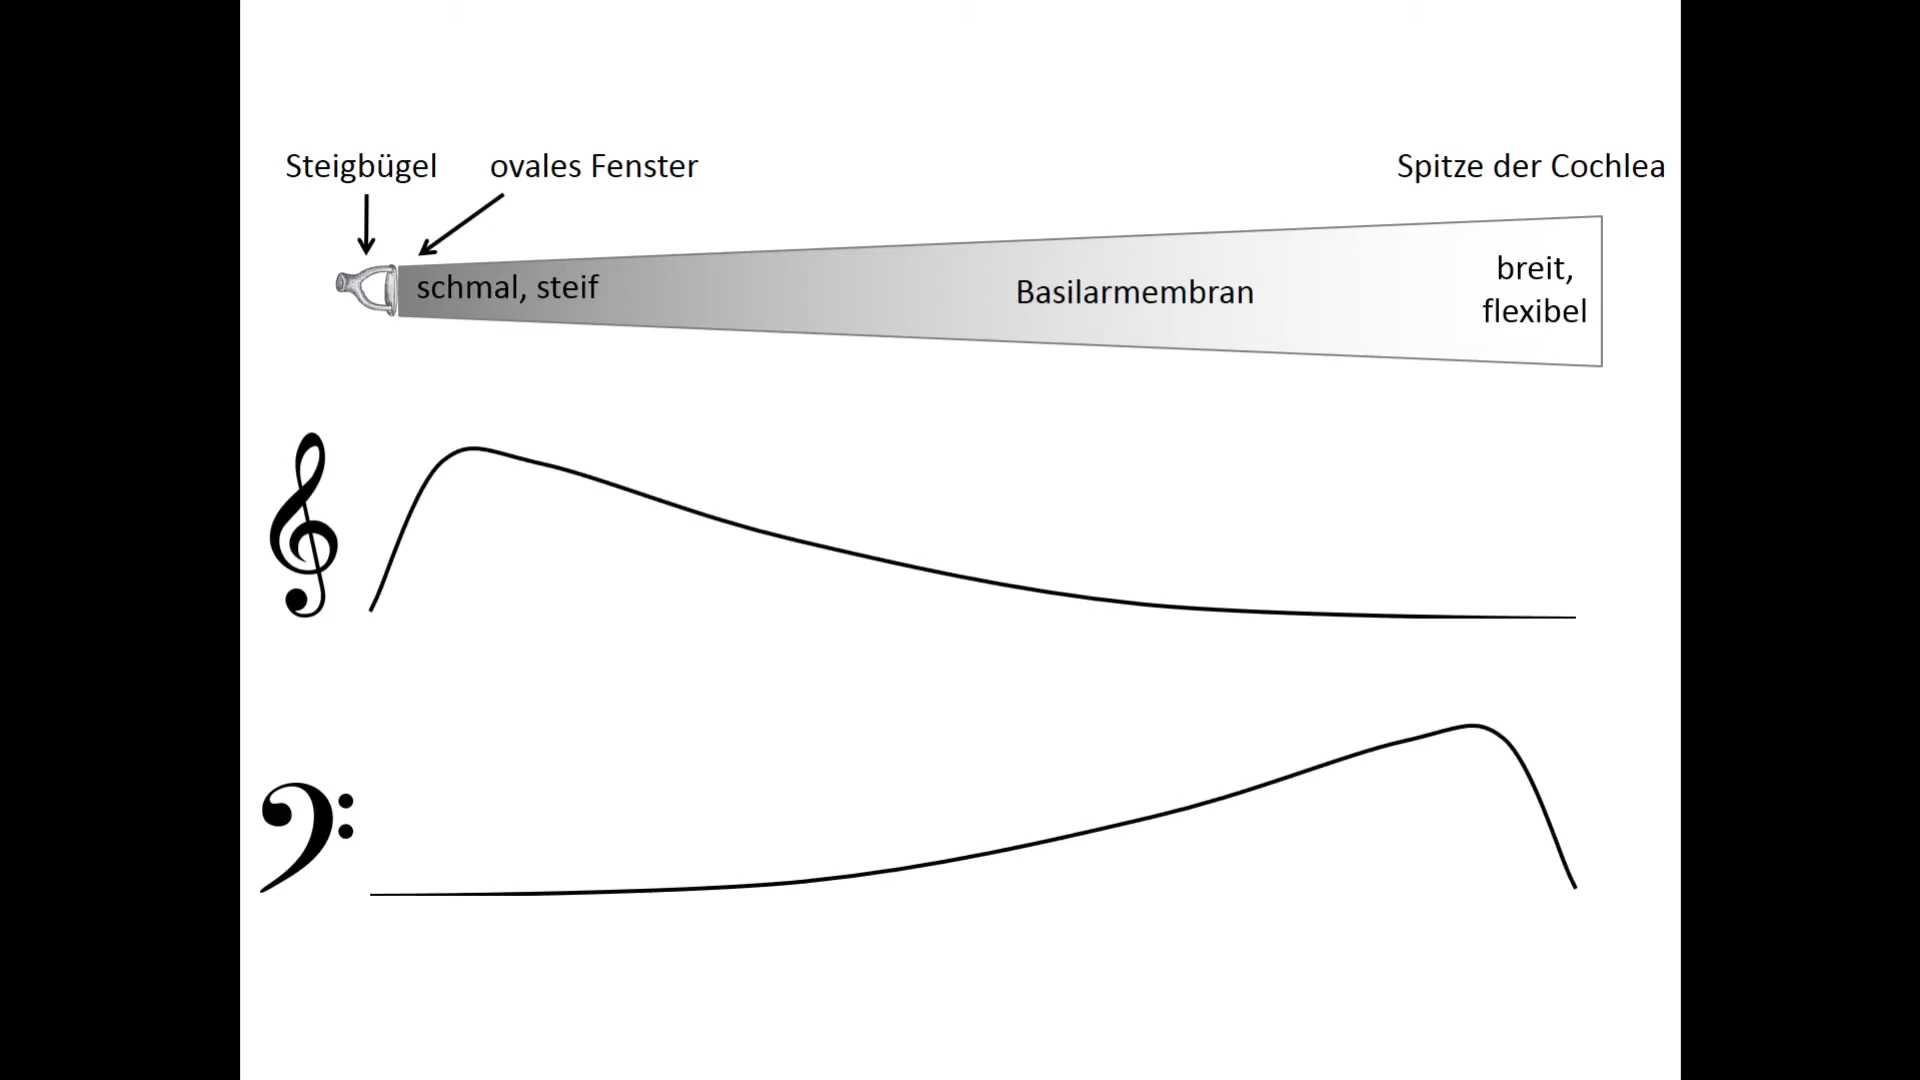 Steigbügel
ovales Fenster
Spitze der Cochlea
schmal, steif
Basilarmembran
breit,
flexibel